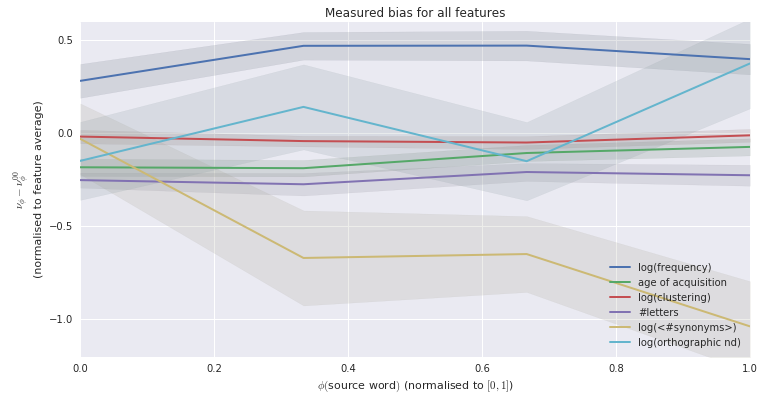 Measured bias for all features
0.5
0.0
−0.5
−1.0
ν_ϕ − ν_ϕ^00
(normalised to feature average)
log(frequency)
age of acquisition
log(clustering)
#letters
log(<#synonyms>)
log(orthographic nd)
0.0 0.2 0.4 0.6 0.8 1.0
ϕ(source word) (normalised to [0, 1])